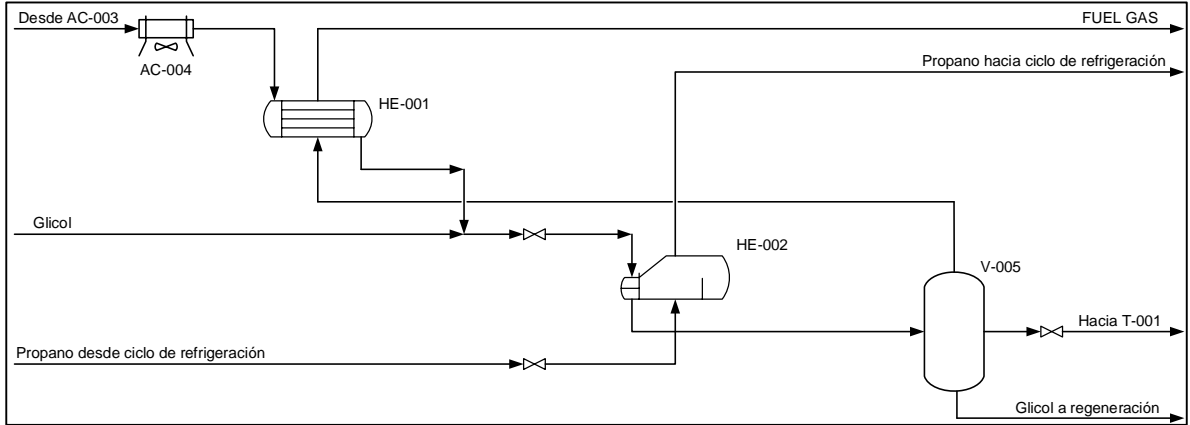 Desde AC-003
FUEL GAS
AC-004
Propano hacia ciclo de refrigeración
HE-001
Glicol
HE-002
V-005
Hacia T-001
Propano desde ciclo de refrigeración
Glicol a regeneración